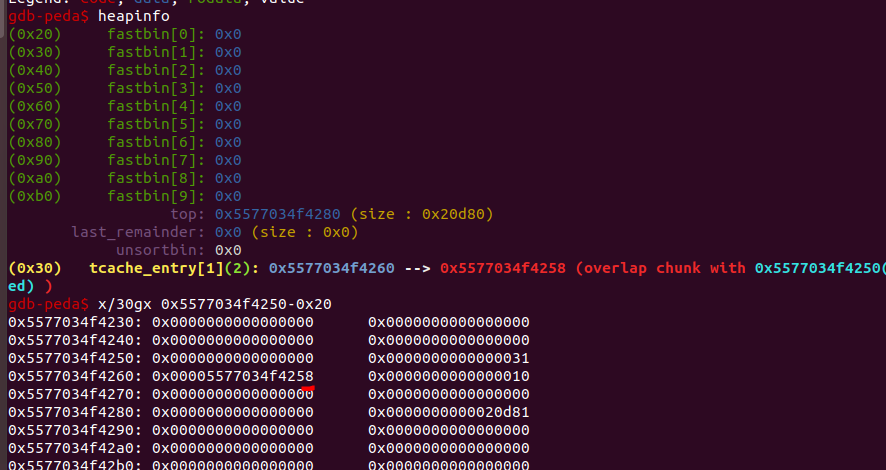 Legend: code, data, rodata, value
gdb-peda$ heapinfo
(0x20)     fastbin[0]: 0x0
(0x30)     fastbin[1]: 0x0
(0x40)     fastbin[2]: 0x0
(0x50)     fastbin[3]: 0x0
(0x60)     fastbin[4]: 0x0
(0x70)     fastbin[5]: 0x0
(0x80)     fastbin[6]: 0x0
(0x90)     fastbin[7]: 0x0
(0xa0)     fastbin[8]: 0x0
(0xb0)     fastbin[9]: 0x0
top: 0x5577034f4280 (size : 0x20d80)
last_remainder: 0x0 (size : 0x0)
unsortbin: 0x0
(0x30)   tcache_entry[1](2): 0x5577034f4260 --> 0x5577034f4258 (overlap chunk with 0x5577034f4250(
ed) )
gdb-peda$ x/30gx 0x5577034f4250-0x20
0x5577034f4230: 0x0000000000000000      0x0000000000000000
0x5577034f4240: 0x0000000000000000      0x0000000000000000
0x5577034f4250: 0x0000000000000000      0x0000000000000031
0x5577034f4260: 0x00005577034f4258      0x0000000000000010
0x5577034f4270: 0x0000000000000000      0x0000000000000000
0x5577034f4280: 0x0000000000000000      0x0000000000020d81
0x5577034f4290: 0x0000000000000000      0x0000000000000000
0x5577034f42a0: 0x0000000000000000      0x0000000000000000
0x5577034f42b0: 0x0000000000000000      0x0000000000000000